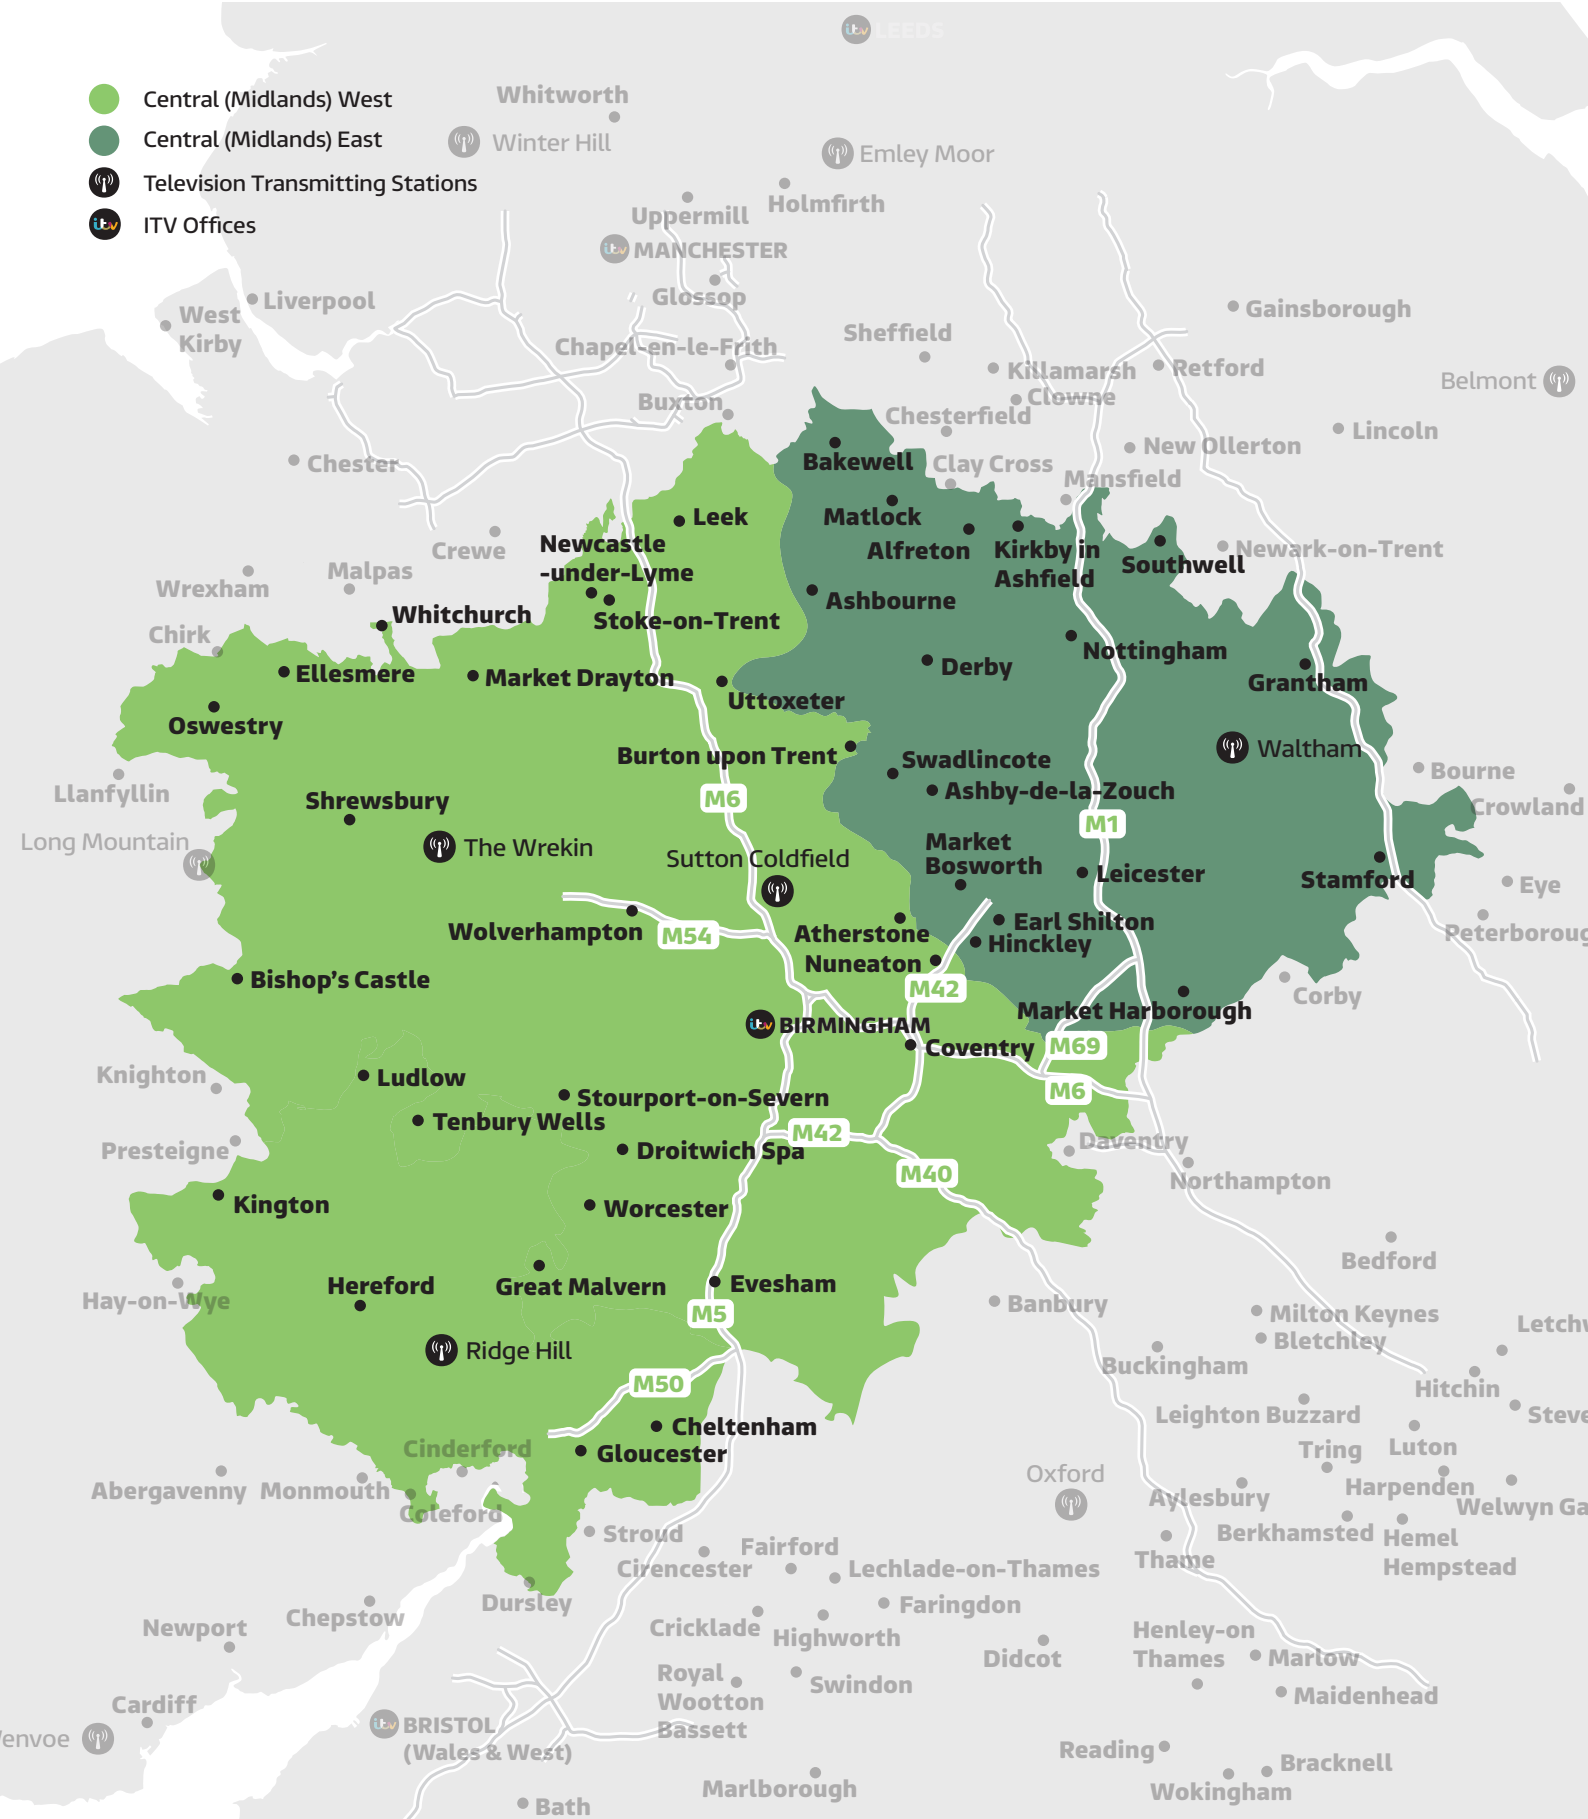 itv LEEDS
Central (Midlands) West
Central (Midlands) East
Television Transmitting Stations
itv ITV Offices
Whitworth
Winter Hill
Emley Moor
Holmfirth
Uppermill
itv MANCHESTER
Glossop
Liverpool
West
Kirby
Gainsborough
Sheffield
Chapel-en-le-Frith
Killamarsh
Retford
Belmont
Clowne
Buxton
Chesterfield
Lincoln
New Ollerton
Chester
Bakewell
Clay Cross
Mansfield
Leek
Matlock
Crewe
Newcastle
-under-Lyme
Alfreton
Kirkby in
Ashfield
Southwell
Newark-on-Trent
Malpas
Wrexham
Ashbourne
Whitchurch
Stoke-on-Trent
Chirk
Nottingham
Derby
Ellesmere
Market Drayton
Grantham
Uttoxeter
Oswestry
Waltham
Burton upon Trent
Swadlincote
Bourne
Llanfyllin
Ashby-de-la-Zouch
Shrewsbury
M6
Crowland
M1
Long Mountain
The Wrekin
Sutton Coldfield
Market
Bosworth
Leicester
Stamford
Eye
Wolverhampton
M54
Atherstone
Earl Shilton
Hinckley
Peterboroug
Nuneaton
Bishop's Castle
M42
Corby
Market Harborough
itv BIRMINGHAM
Coventry
M69
Knighton
Ludlow
M6
Stourport-on-Severn
Tenbury Wells
M42
Daventry
Presteigne
Droitwich Spa
M40
Northampton
Kington
Worcester
Bedford
Hereford
Great Malvern
Evesham
Hay-on-Wye
Banbury
M5
Milton Keynes
Letchw
Bletchley
Ridge Hill
Buckingham
M50
Hitchin
Leighton Buzzard
Steve
Cheltenham
Cinderford
Gloucester
Tring
Luton
Oxford
Abergavenny
Monmouth
Harpenden
Aylesbury
Welwyn Ga
Coleford
Stroud
Berkhamsted
Hemel
Hempstead
Fairford
Thame
Cirencester
Lechlade-on-Thames
Dursley
Faringdon
Chepstow
Newport
Cricklade
Highworth
Henley-on
Thames
Didcot
Marlow
Royal
Wootton
Bassett
Swindon
Maidenhead
Cardiff
itv BRISTOL
(Wales & West)
envoe
Reading
Bracknell
Marlborough
Wokingham
Bath